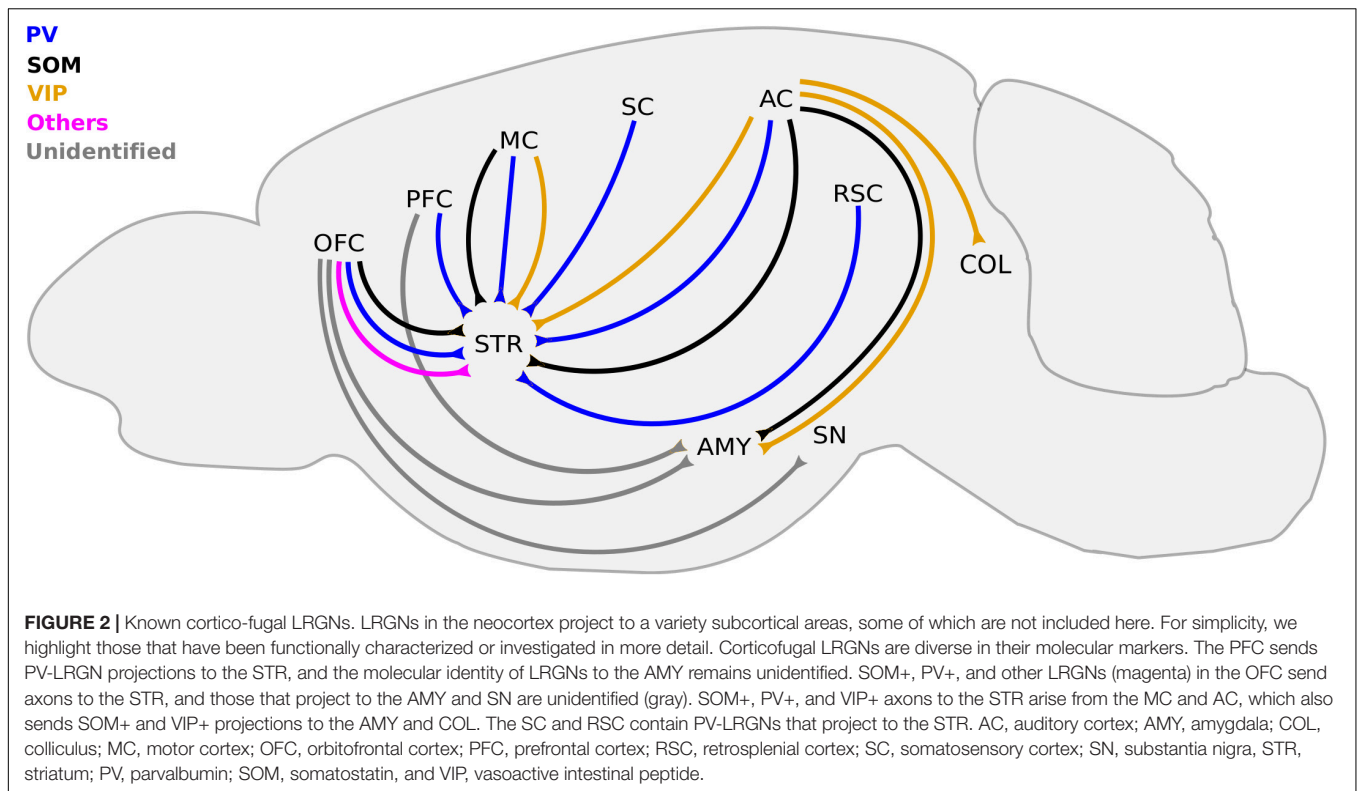 PV
SOM
VIP
Others
Unidentified
SC
AC
MC
RSC
PFC
OFC
COL
STR
SN
AMY
FIGURE 2 | Known cortico-fugal LRGNs. LRGNs in the neocortex project to a variety subcortical areas, some of which are not included here. For simplicity, we
highlight those that have been functionally characterized or investigated in more detail. Corticofugal LRGNs are diverse in their molecular markers. The PFC sends
PV-LRGN projections to the STR, and the molecular identity of LRGNs to the AMY remains unidentified. SOM+, PV+, and other LRGNs (magenta) in the OFC send
axons to the STR, and those that project to the AMY and SN are unidentified (gray). SOM+, PV+, and VIP+ axons to the STR arise from the MC and AC, which also
sends SOM+ and VIP+ projections to the AMY and COL. The SC and RSC contain PV-LRGNs that project to the STR. AC, auditory cortex; AMY, amygdala; COL,
colliculus; MC, motor cortex; OFC, orbitofrontal cortex; PFC, prefrontal cortex; RSC, retrosplenial cortex; SC, somatosensory cortex; SN, substantia nigra, STR,
striatum; PV, parvalbumin; SOM, somatostatin, and VIP, vasoactive intestinal peptide.